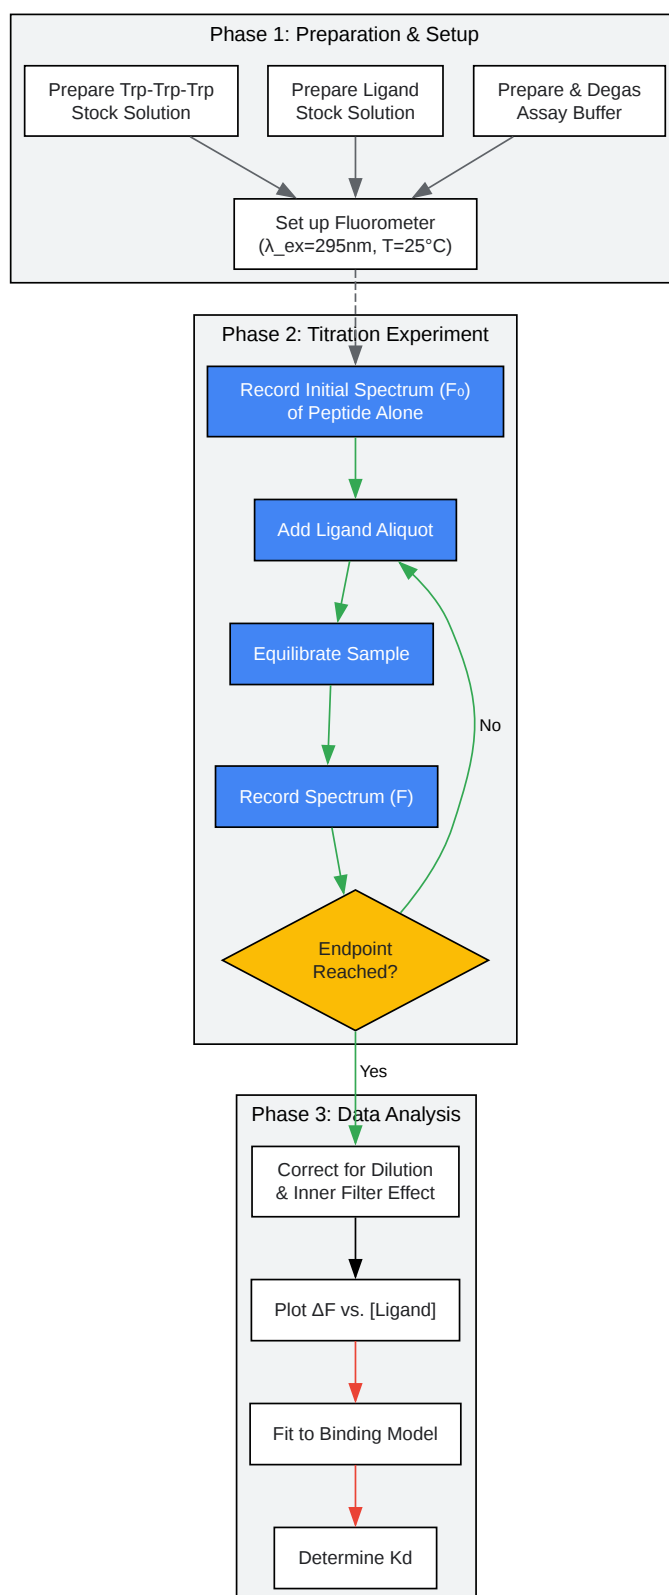 Phase 1: Preparation & Setup
Prepare Trp-Trp-Trp
Stock Solution
Prepare Ligand
Stock Solution
Prepare & Degas
Assay Buffer
Set up Fluorometer
(λ_ex=295nm, T=25°C)
Phase 2: Titration Experiment
Record Initial Spectrum (F₀)
of Peptide Alone
Add Ligand Aliquot
Equilibrate Sample
No
Record Spectrum (F)
Endpoint
Reached?
Yes
Phase 3: Data Analysis
Correct for Dilution
& Inner Filter Effect
Plot ΔF vs. [Ligand]
Fit to Binding Model
Determine Kd